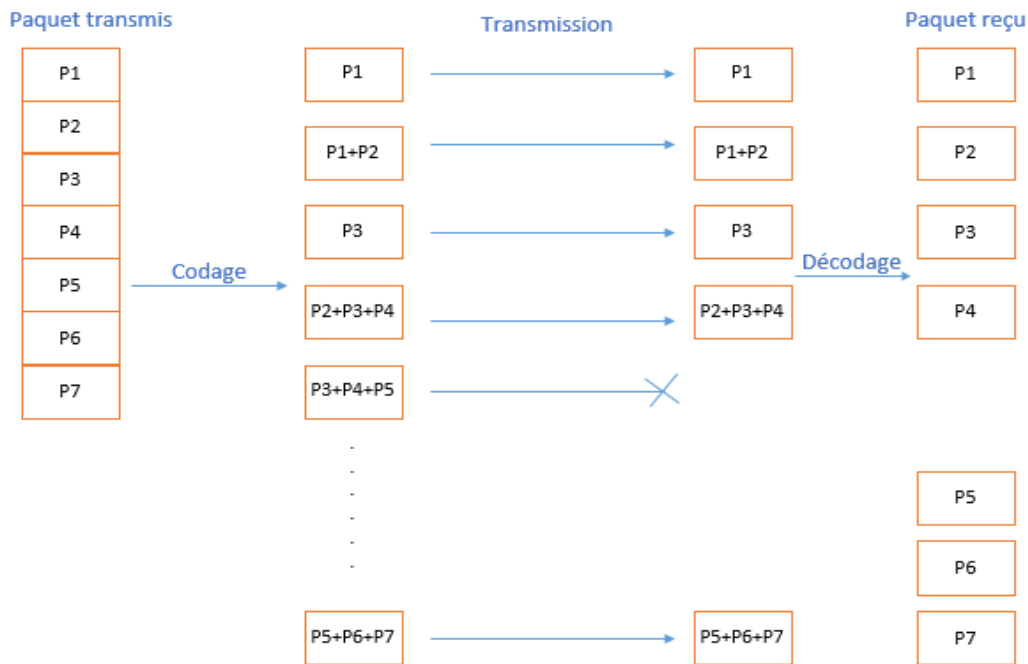 Paquet transmis
Transmission
Paquet reçu
P1
P2
P3
P4
P5
P6
P7
Codage
P1
P1+P2
P3
P2+P3+P4
P3+P4+P5
P5+P6+P7
P1
P1+P2
P3
P2+P3+P4
P5+P6+P7
Décodage
P1
P2
P3
P4
P5
P6
P7